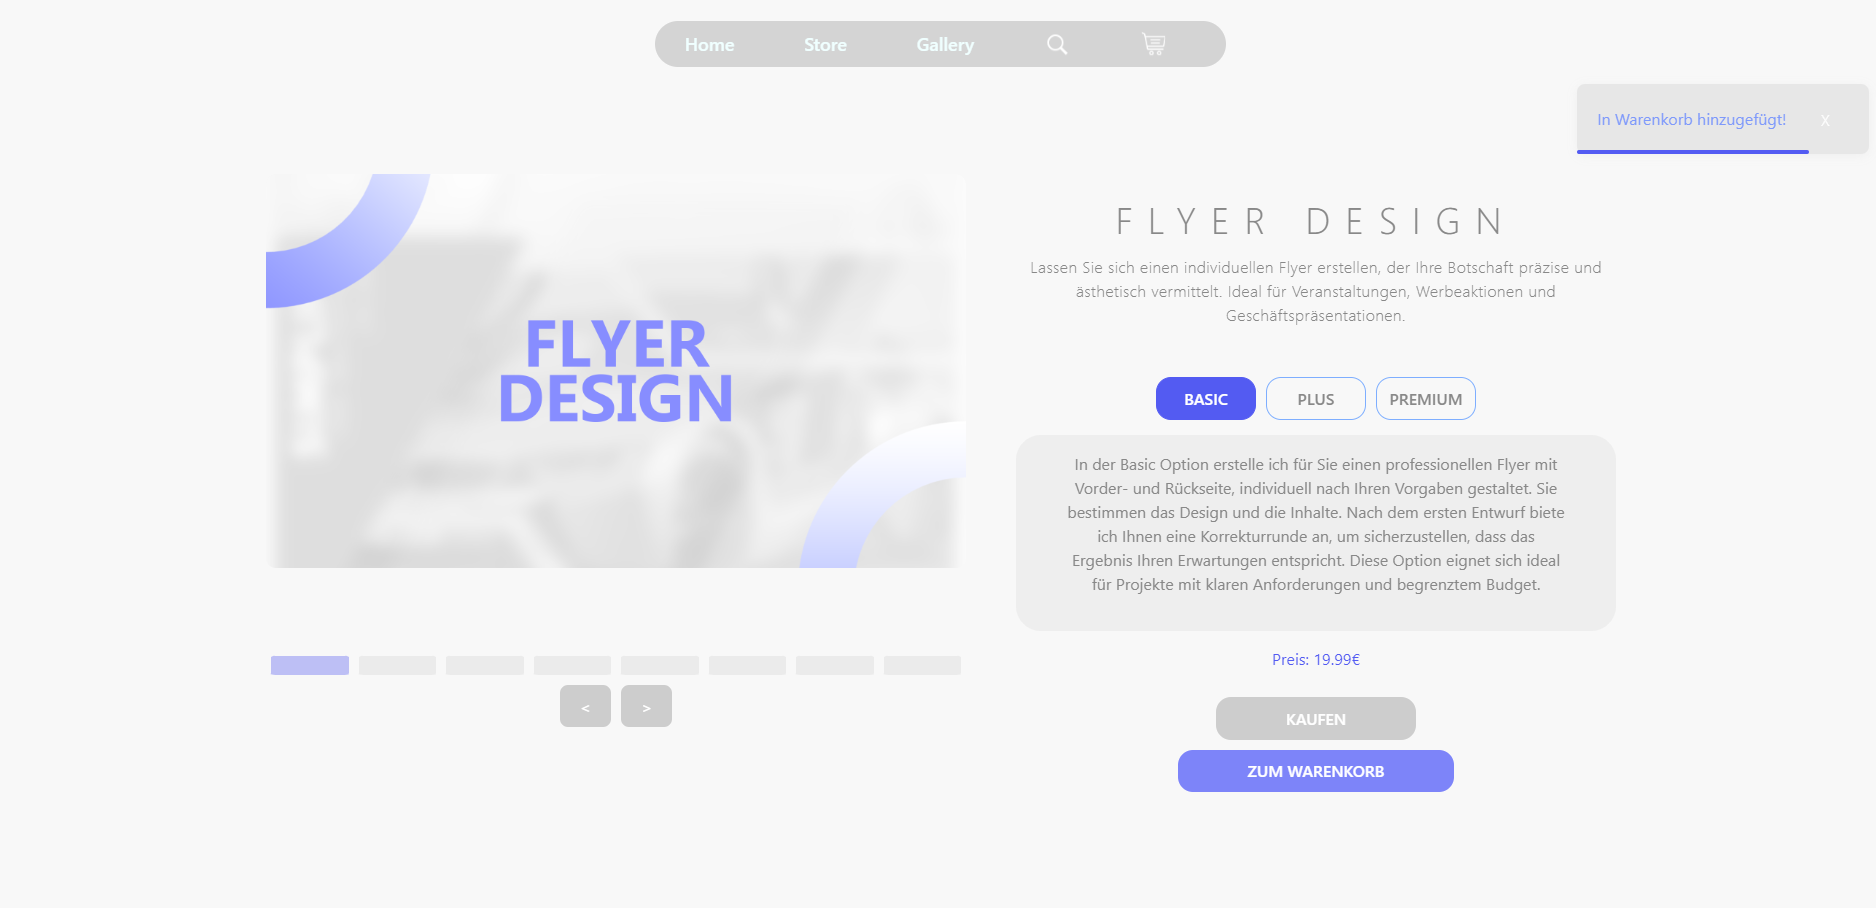 Home Store Gallery
In Warenkorb hinzugefügt! X
FLYER
DESIGN
FLYER DESIGN
Lassen Sie sich einen individuellen Flyer erstellen, der Ihre Botschaft präzise und
ästhetisch vermittelt. Ideal für Veranstaltungen, Werbeaktionen und
Geschäftspräsentationen.
BASIC PLUS PREMIUM
In der Basic Option erstelle ich für Sie einen professionellen Flyer mit
Vorder- und Rückseite, individuell nach Ihren Vorgaben gestaltet. Sie
bestimmen das Design und die Inhalte. Nach dem ersten Entwurf biete
ich Ihnen eine Korrekturrunde an, um sicherzustellen, dass das
Ergebnis Ihren Erwartungen entspricht. Diese Option eignet sich ideal
für Projekte mit klaren Anforderungen und begrenztem Budget.
Preis: 19.99€
< >
KAUFEN
ZUM WARENKORB